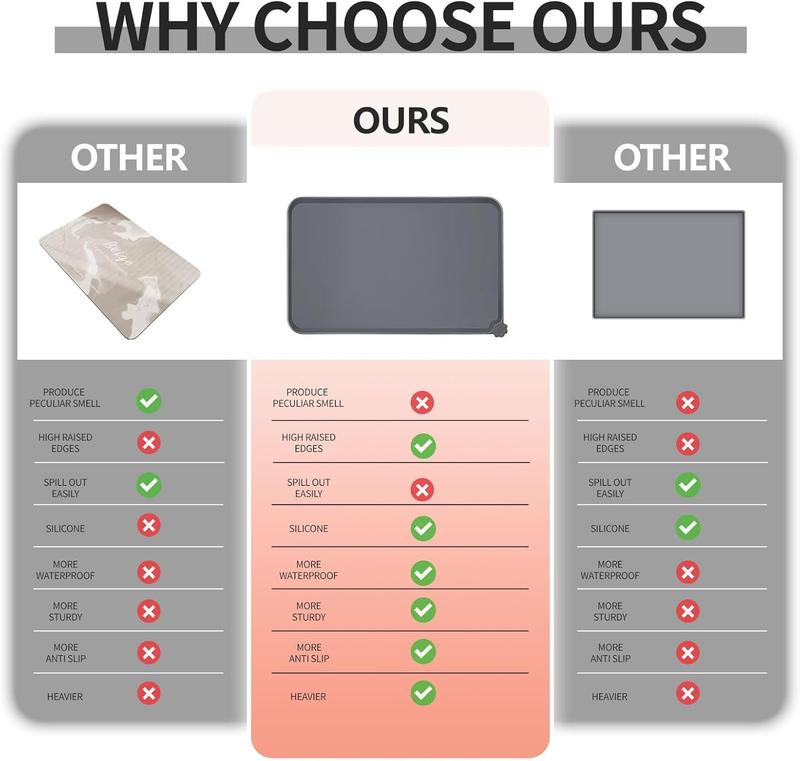 WHY CHOOSE OURS
OTHER
Beige
PRODUCE
PECULIAR SMELL
HIGH RAISED
EDGES
SPILL OUT
EASILY
SILICONE
MORE
WATERPROOF
MORE
STURDY
MORE
ANTI SLIP
HEAVIER
OURS
PRODUCE
PECULIAR SMELL
HIGH RAISED
EDGES
SPILL OUT
EASILY
SILICONE
MORE
WATERPROOF
MORE
STURDY
MORE
ANTI SLIP
HEAVIER
OTHER
PRODUCE
PECULIAR SMELL
HIGH RAISED
EDGES
SPILL OUT
EASILY
SILICONE
MORE
WATERPROOF
MORE
STURDY
MORE
ANTI SLIP
HEAVIER